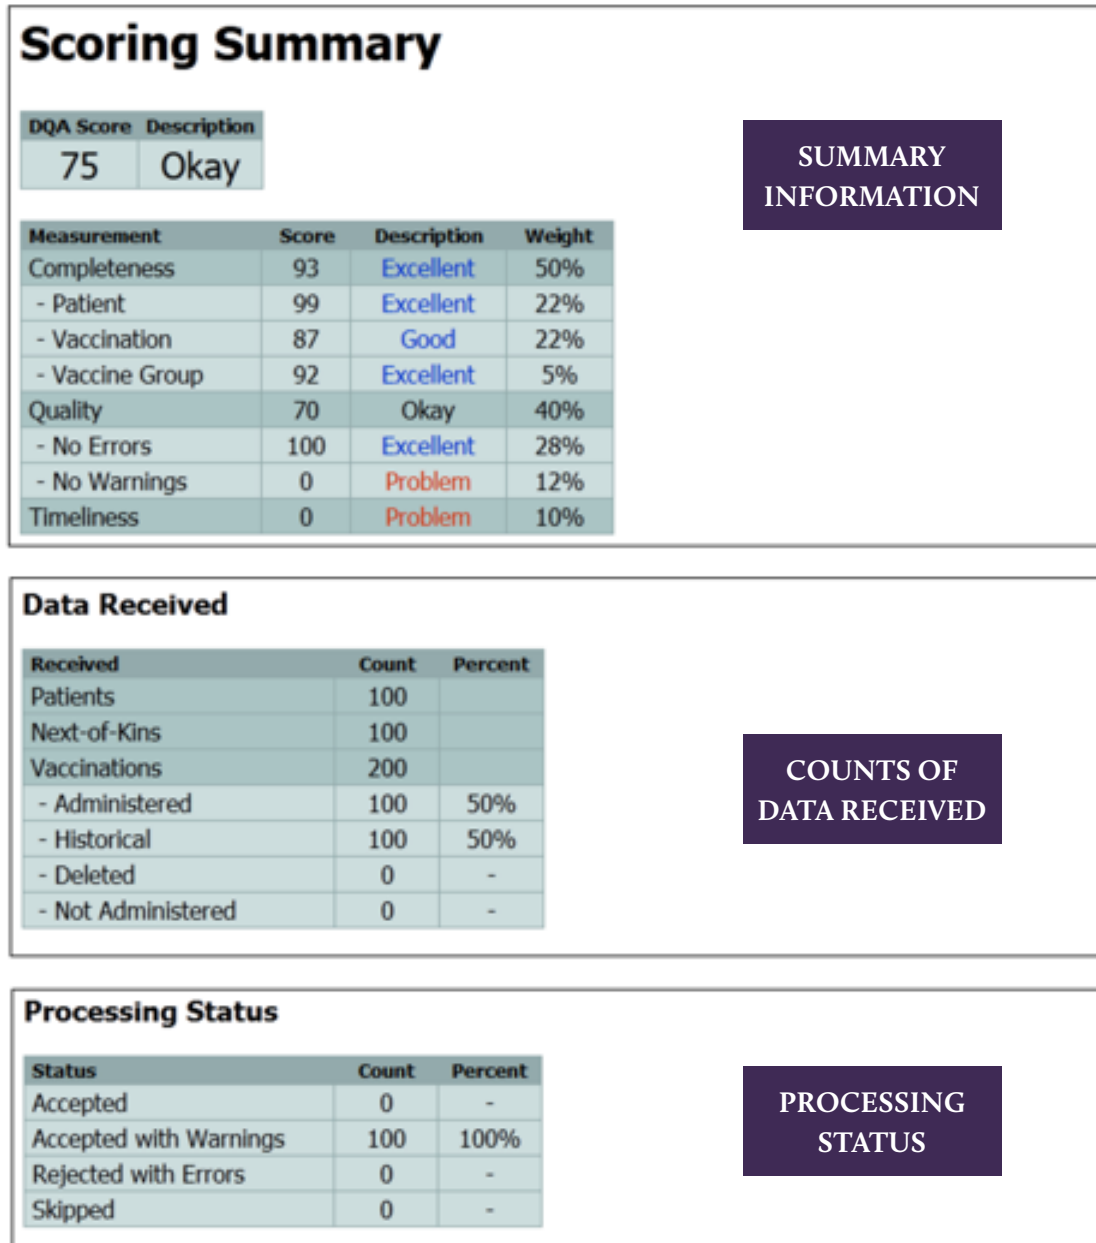 Scoring Summary
DQA Score Description
75 Okay
SUMMARY
INFORMATION
Measurement Score Description Weight
Completeness 93 Excellent 50%
- Patient 99 Excellent 22%
- Vaccination 87 Good 22%
- Vaccine Group 92 Excellent 5%
Quality 70 Okay 40%
- No Errors 100 Excellent 28%
- No Warnings 0 Problem 12%
Timeliness 0 Problem 10%
Data Received
Received Count Percent
Patients 100
Next-of-Kins 100
Vaccinations 200
- Administered 100 50%
- Historical 100 50%
- Deleted 0 -
- Not Administered 0 -
COUNTS OF
DATA RECEIVED
Processing Status
Status Count Percent
Accepted 0 -
Accepted with Warnings 100 100%
Rejected with Errors 0 -
Skipped 0 -
PROCESSING
STATUS